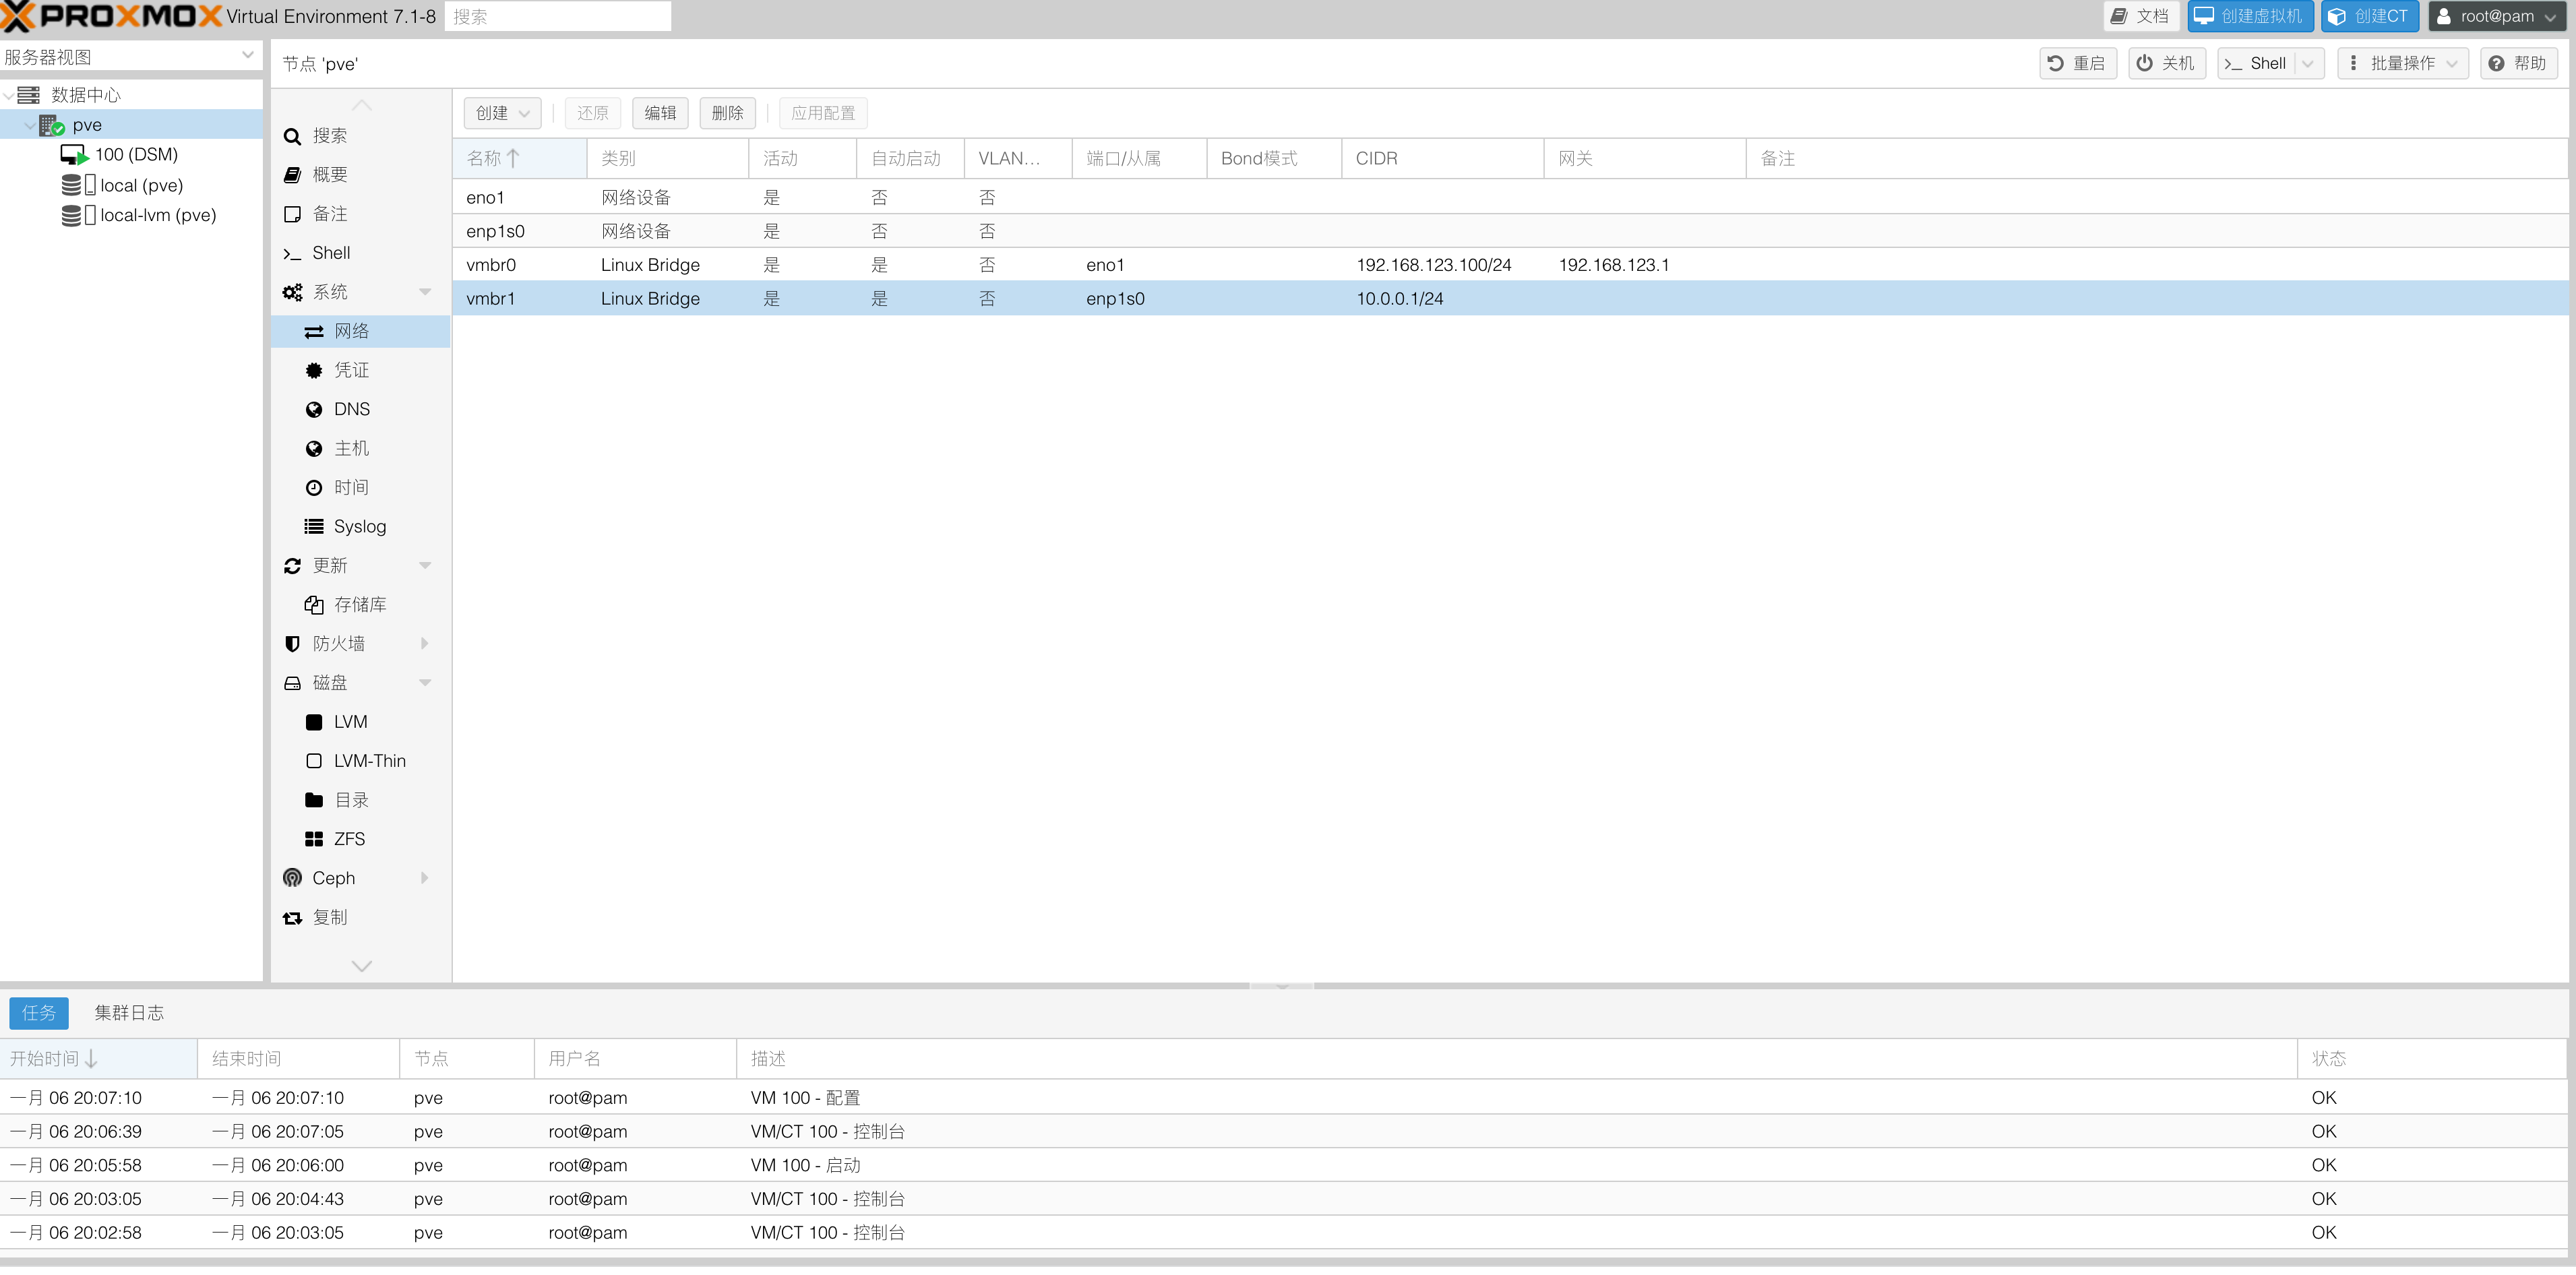 PROXMOX Virtual Environment 7.1-8 搜索 文档 创建虚拟机 创建CT root@pam
服务器视图
节点 'pve' 重启 关机 Shell 批量操作 帮助
数据中心
pve
100 (DSM)
local (pve)
local-lvm (pve)
搜索
概要
备注
Shell
系统
网络
凭证
DNS
主机
时间
Syslog
更新
存储库
防火墙
磁盘
LVM
LVM-Thin
目录
ZFS
Ceph
复制
创建 还原 编辑 删除 应用配置
名称 类别 活动 自动启动 VLAN... 端口/从属 Bond模式 CIDR 网关 备注
eno1 网络设备 是 否 否
enp1s0 网络设备 是 否 否
vmbr0 Linux Bridge 是 是 否 eno1 192.168.123.100/24 192.168.123.1
vmbr1 Linux Bridge 是 是 否 enp1s0 10.0.0.1/24
任务 集群日志
开始时间 结束时间 节点 用户名 描述 状态
一月 06 20:07:10 一月 06 20:07:10 pve root@pam VM 100 - 配置 OK
一月 06 20:06:39 一月 06 20:07:05 pve root@pam VM/CT 100 - 控制台 OK
一月 06 20:05:58 一月 06 20:06:00 pve root@pam VM 100 - 启动 OK
一月 06 20:03:05 一月 06 20:04:43 pve root@pam VM/CT 100 - 控制台 OK
一月 06 20:02:58 一月 06 20:03:05 pve root@pam VM/CT 100 - 控制台 OK